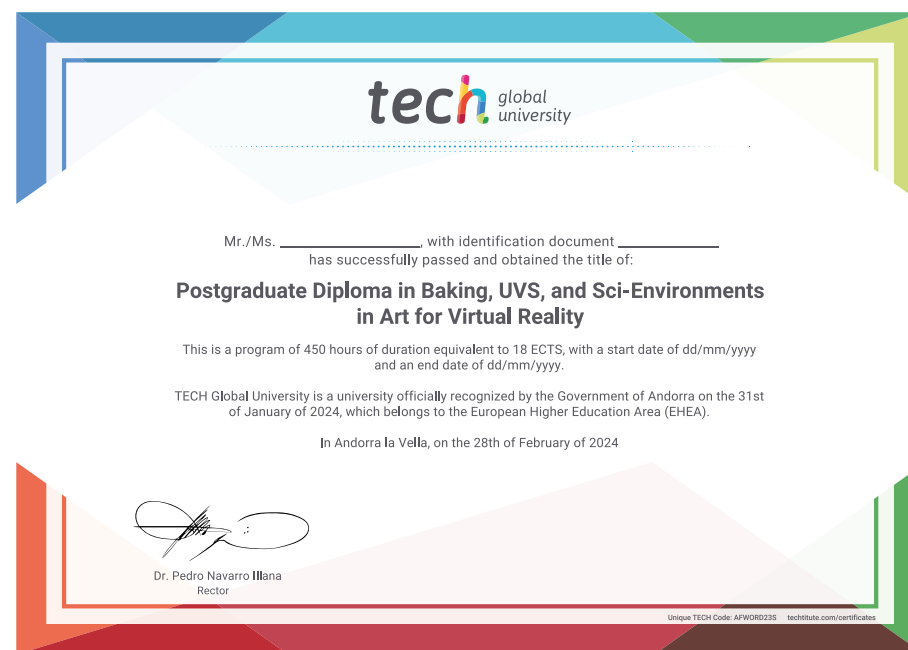 tech global university
Mr./Ms. ____________, with identification document ____________
has successfully passed and obtained the title of:
Postgraduate Diploma in Baking, UVS, and Sci-Environments
in Art for Virtual Reality
This is a program of 450 hours of duration equivalent to 18 ECTS, with a start date of dd/mm/yyyy
and an end date of dd/mm/yyyy.
TECH Global University is a university officially recognized by the Government of Andorra on the 31st
of January of 2024, which belongs to the European Higher Education Area (EHEA).
In Andorra la Vella, on the 28th of February of 2024
Dr. Pedro Navarro Illana
Rector
Unique TECH Code: AFWORD23S techtitute.com/certificates